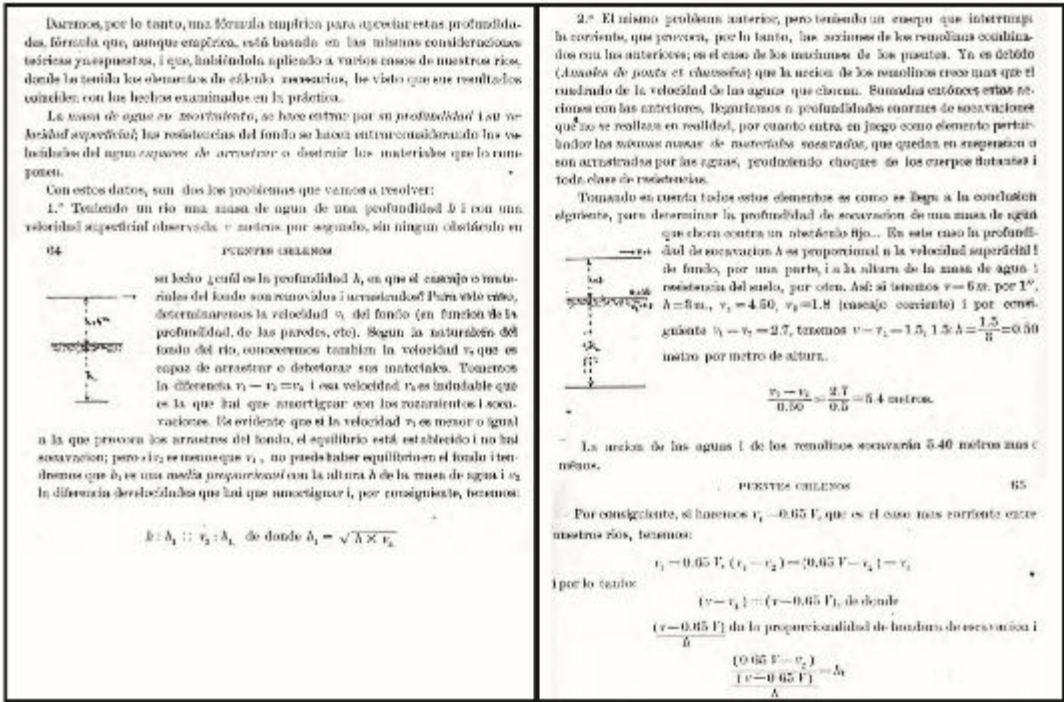 Daremos, por lo tanto, una fórmula empírica para apreciar estas profundida-
des, fórmula que, aunque empírica, está basada en las mismas consideraciones
teóricas ya espuestas, i que, habiéndola aplicado a varios casos de nuestros rios,
donde he tenido los elementos de cálculo necesarios, he visto que sus resultados
coinciden con los hechos examinados en la práctica.
La masa de agua en movimiento, se hace entrar por su profundidad i su ve-
locidad superficial; las resistencias del fondo se hacen entrar considerando las ve-
locidades del agua capaces de arrastrar o destruir los materiales que lo com-
ponen.
Con estos datos, son dos los problemas que vamos a resolver:
1.º Teniendo un rio una masa de agua de una profundidad h i con una
velocidad superficial observada v metros por segundo, sin ningun obstáculo en
64 PUENTES CHILENOS
su lecho ¿cuál es la profundidad h, en que el cascajo o mate-
riales del fondo son removidos i arrastrados? Para este caso,
determinaremos la velocidad v₁ del fondo (en funcion de la
profundidad, de las paredes, etc). Segun la naturaleza del
fondo del rio, conoceremos tambien la velocidad v₂ que es
capaz de arrastrar o deteriorar sus materiales. Tomemos
la diferencia v₁ — v₂ = v₃ i esa velocidad v₃ es indudable que
es la que hai que amortiguar con los rozamientos i soca-
vaciones. Es evidente que si la velocidad v₁ es menor o igual
a la que provoca los arrastres del fondo, el equilibrio está establecido i no hai
socavacion; pero si v₂ es menos que v₁, no puede haber equilibrio en el fondo i ten-
dremos que h₁ es una media proporcional con la altura h de la masa de agua i v₃
la diferencia de velocidades que hai que amortiguar i, por consiguiente, tenemos:
h : h₁ :: v₃ : h₁ de donde h₁ = √h × v₃
2.º El mismo problema anterior, pero teniendo un cuerpo que interrumpa
la corriente, que provoca, por lo tanto, las acciones de los remolinos combina-
dos con las anteriores; es el caso de los machones de los puentes. Ya es debido
(Annales de ponts et chaussées) que la accion de los remolinos crece mas que el
cuadrado de la velocidad de las aguas que chocan. Sumadas entónces estas ac-
ciones con las anteriores, llegaríamos a profundidades enormes de socavaciones
que no se realizan en realidad, por cuanto entra en juego como elemento pertur-
bador las mismas masas de materiales socavados, que quedan en suspension o
son arrastradas por las aguas, produciendo choques de los cuerpos flotantes i
toda clase de resistencias.
Tomando en cuenta todos estos elementos es como se llega a la conclusion
siguiente, para determinar la profundidad de socavacion de una masa de agua
que choca contra un obstáculo fijo... En este caso la profundi-
dad de socavacion h es proporcional a la velocidad superficial i
de fondo, por una parte, i a la altura de la masa de agua i
resistencia del suelo, por otra. Asi: si tenemos v = 6 m. por 1",
h = 3 m., v₁ = 4.50, v₂ = 1.8 (cascajo corriente) i por consi-
guiente v₁ — v₂ = 2.7, tenemos v — v₁ = 1.5, 1.5 : h = 1.5/3 = 0.50
metro por metro de altura.
v₁ — v₂/0.50 = 2.7/0.5 = 5.4 metros.
La accion de las aguas i de los remolinos socavarán 5.40 metros mas o
ménos.
PUENTES CHILENOS 65
Por consiguiente, si hacemos v₁ = 0.65 V, que es el caso mas corriente entre
nuestros rios, tenemos:
v₁ = 0.65 V, (v₁ — v₂) = (0.65 V — v₂) = v₃
i por lo tanto:
(v — v₁) = (v — 0.65 V), de donde
(v — 0.65 V)/h da la proporcionalidad de hondura de escavacion i
(0.65 V — v₂)/(v — 0.65 V)/h = h₁